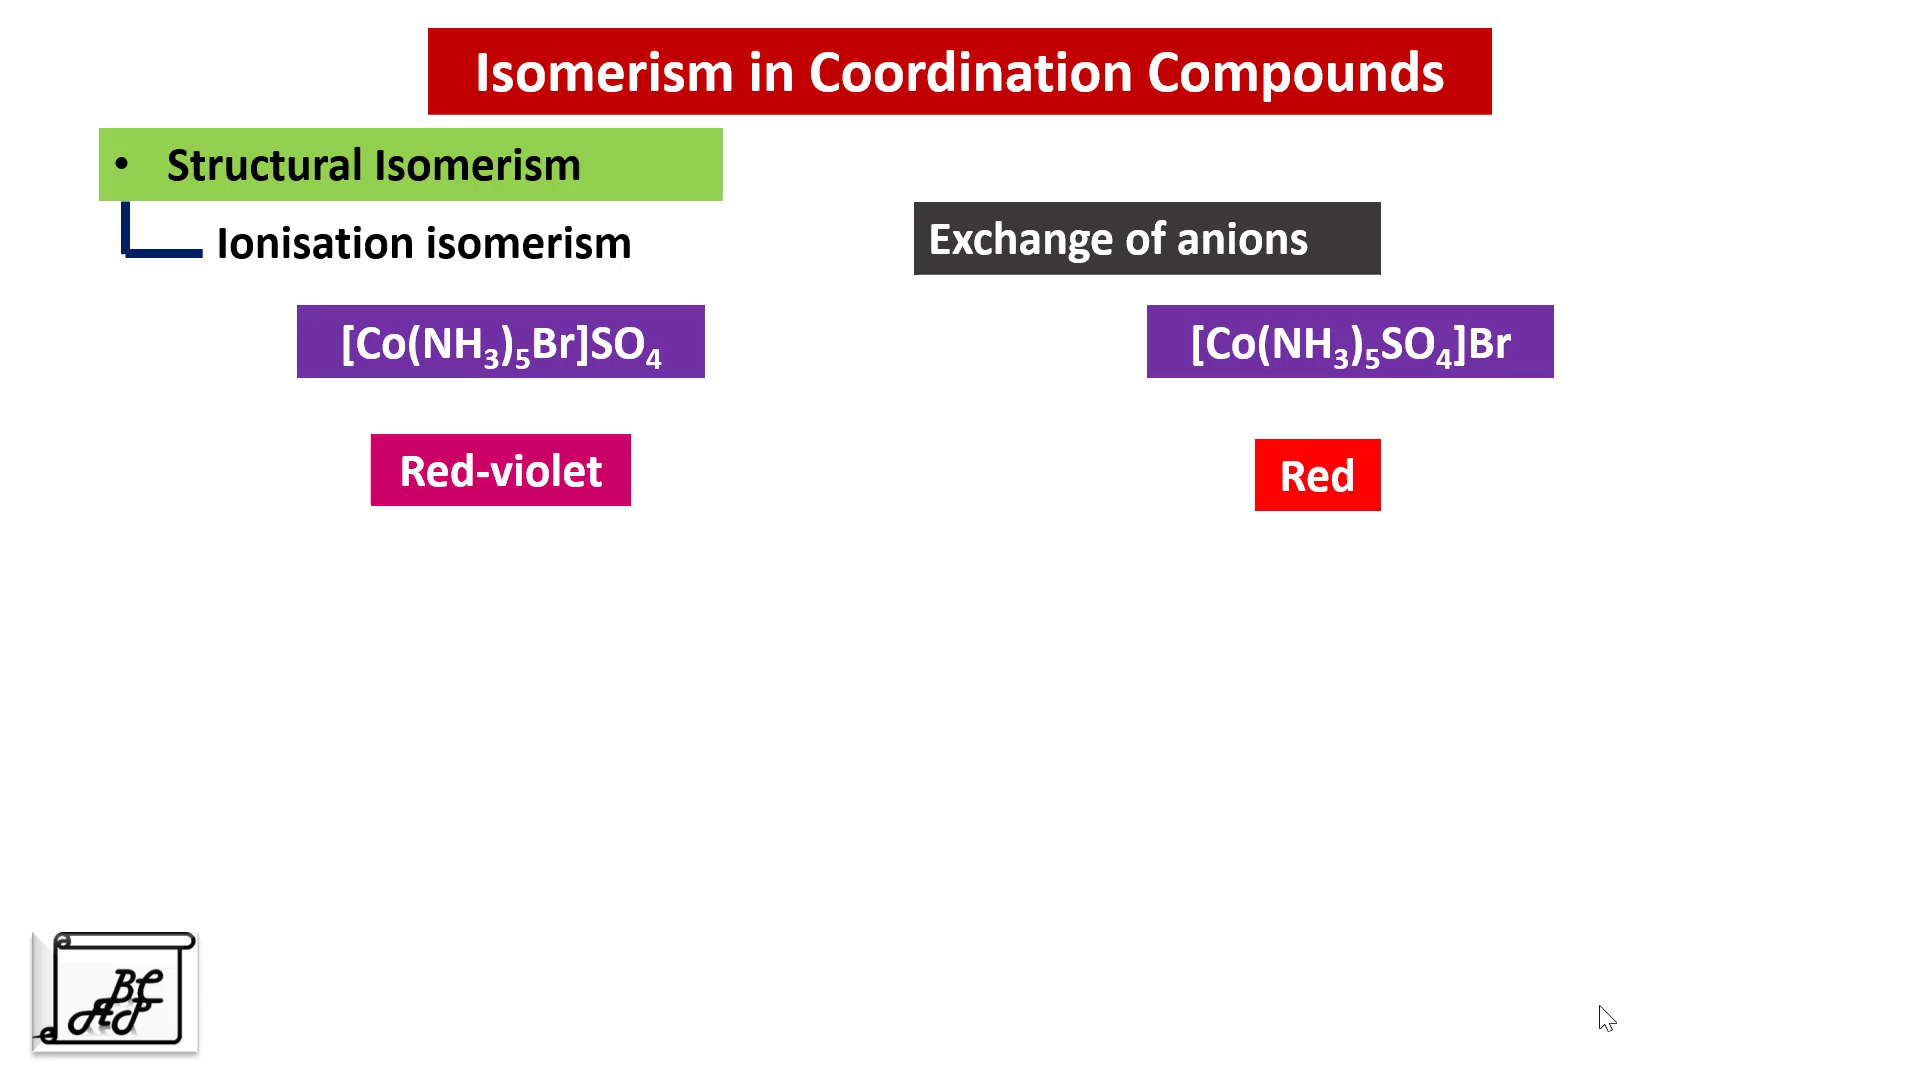 Isomerism in Coordination Compounds
• Structural Isomerism
Ionisation isomerism
Exchange of anions
[Co(NH₃)₅Br]SO₄
[Co(NH₃)₅SO₄]Br
Red-violet
Red